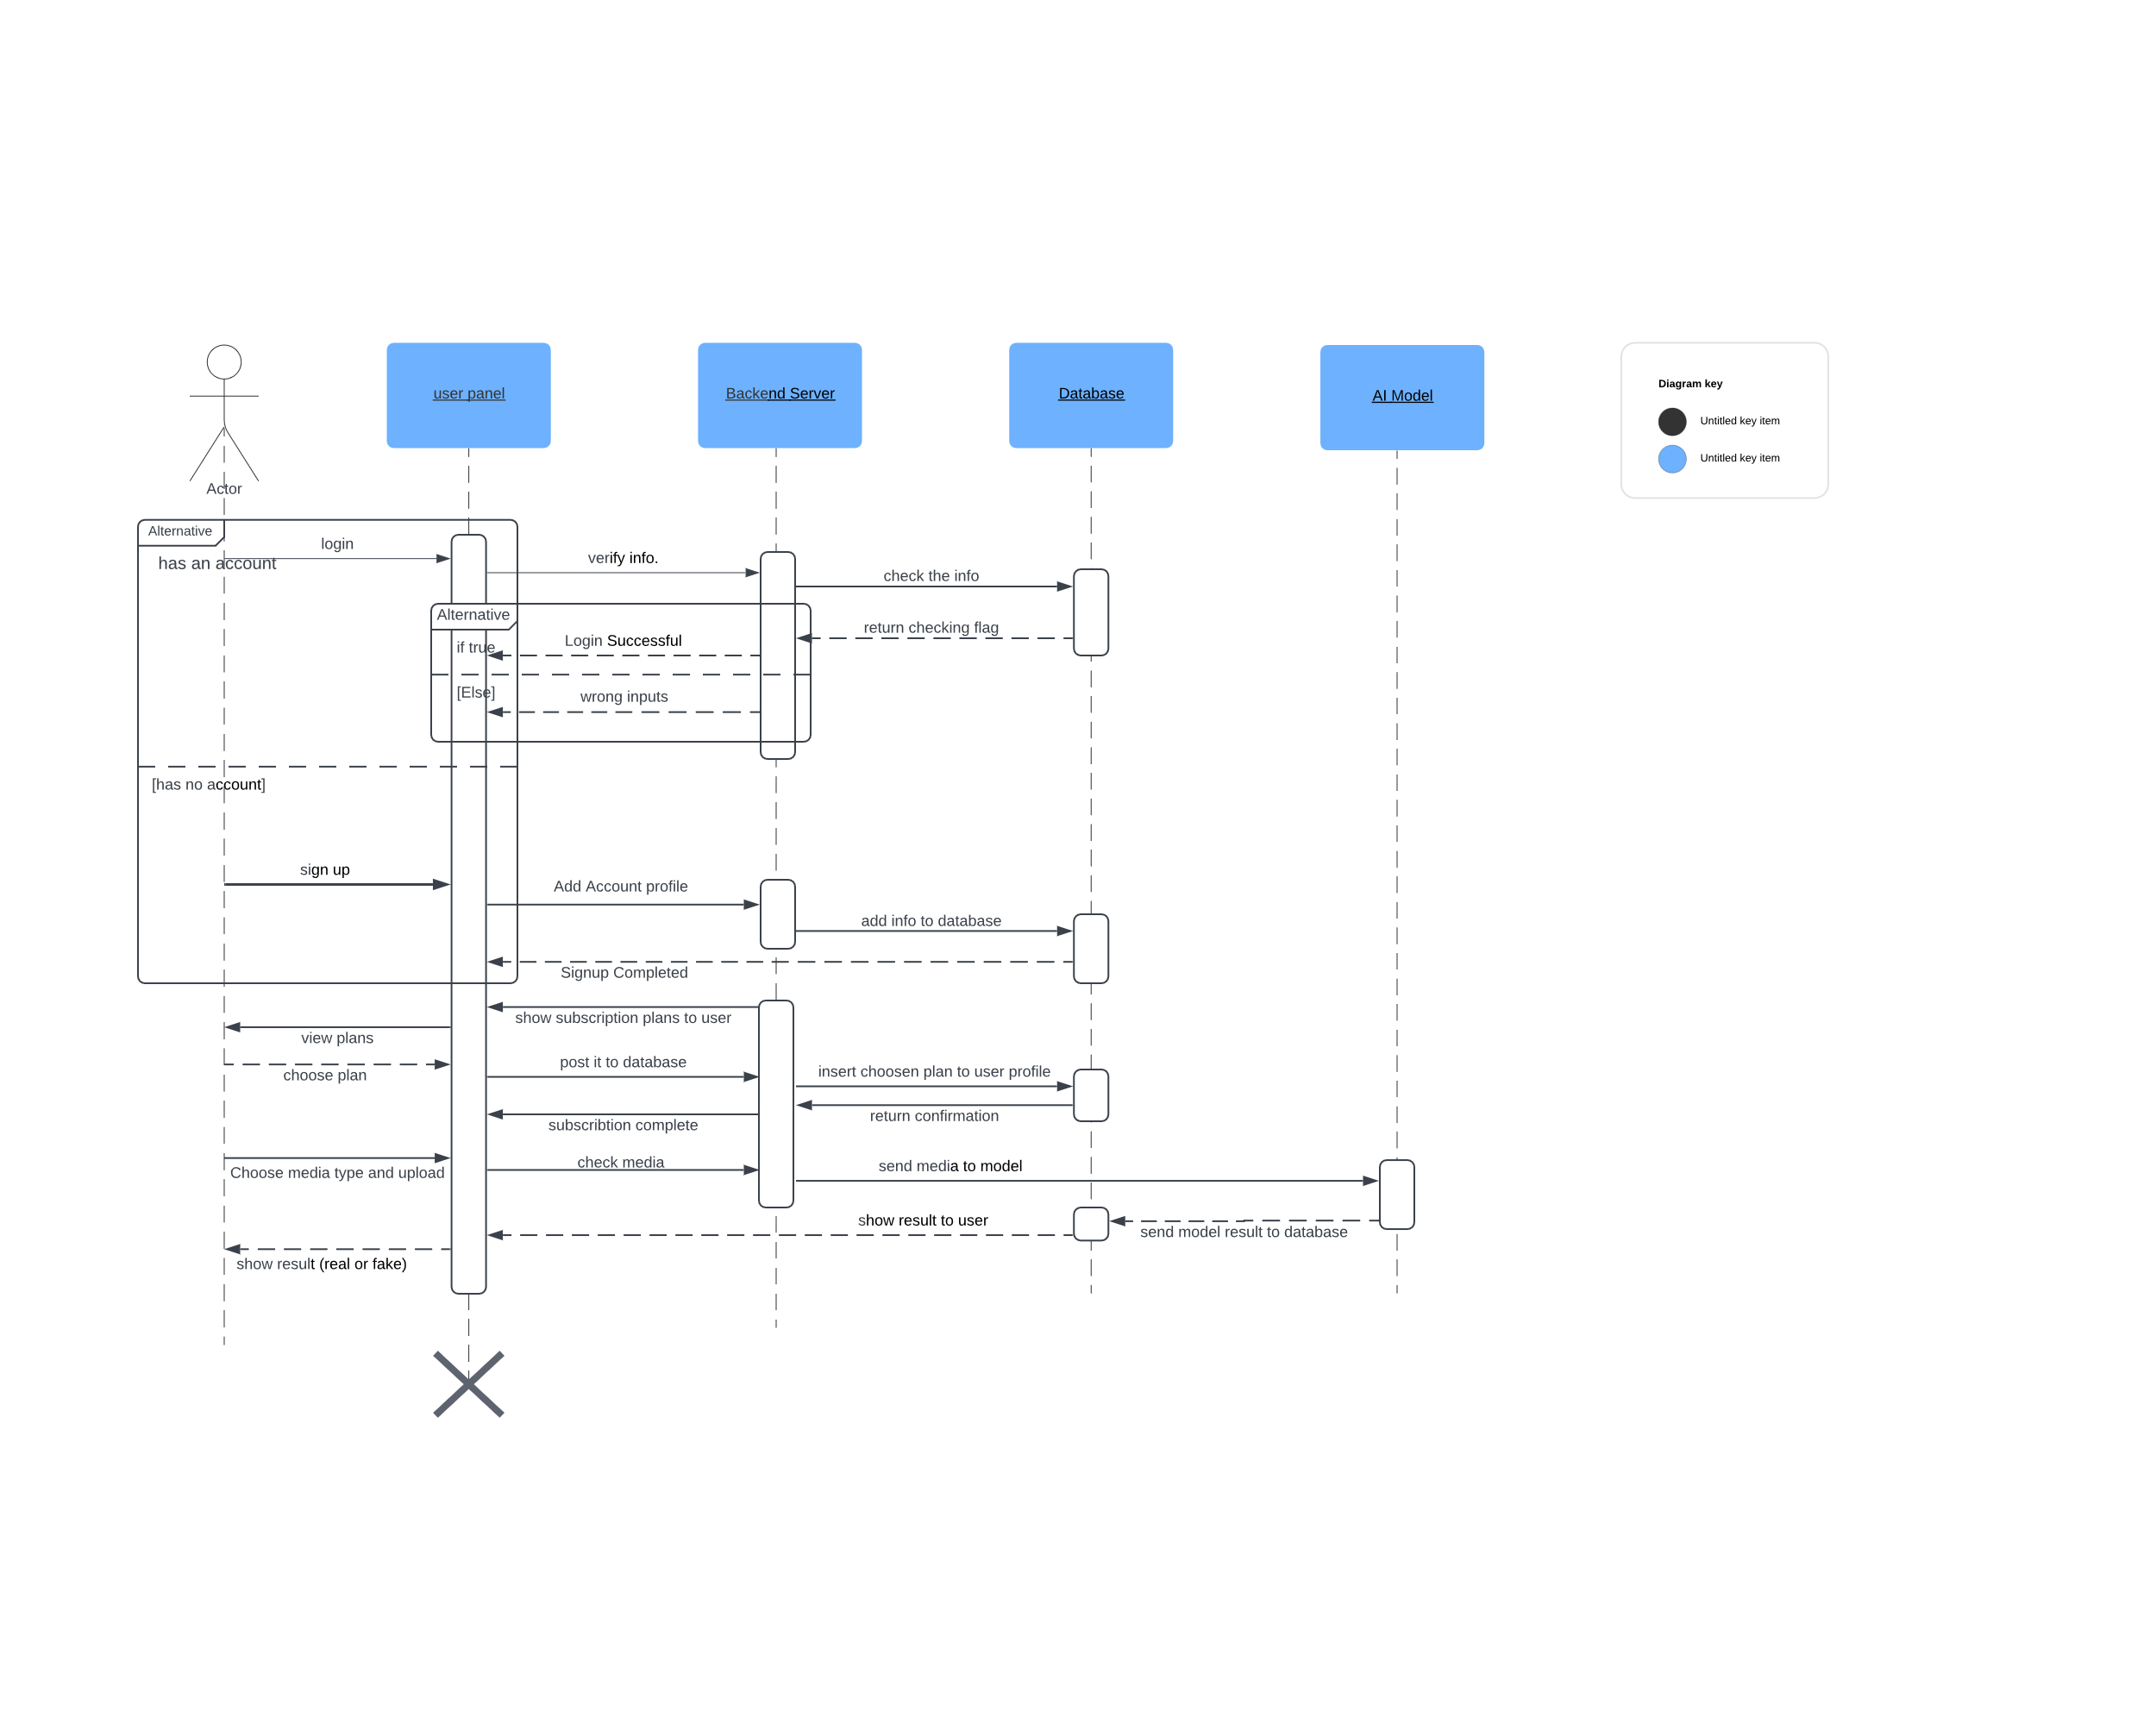 user panel
Backend Server
Database
AI Model
Diagram key
Untitled key item
Untitled key item
Actor
Alternative
login
has an account
verify info.
check the info
Alternative
return checking flag
if true
Login Successful
[Else]
wrong inputs
[has no account]
sign up
Add Account profile
add info to database
Signup Completed
show subscription plans to user
view plans
choose plan
post it to database
insert choosen plan to user profile
return confirmation
subscribtion complete
Choose media type and upload
check media
send media to model
show result to user
send model result to database
show result (real or fake)